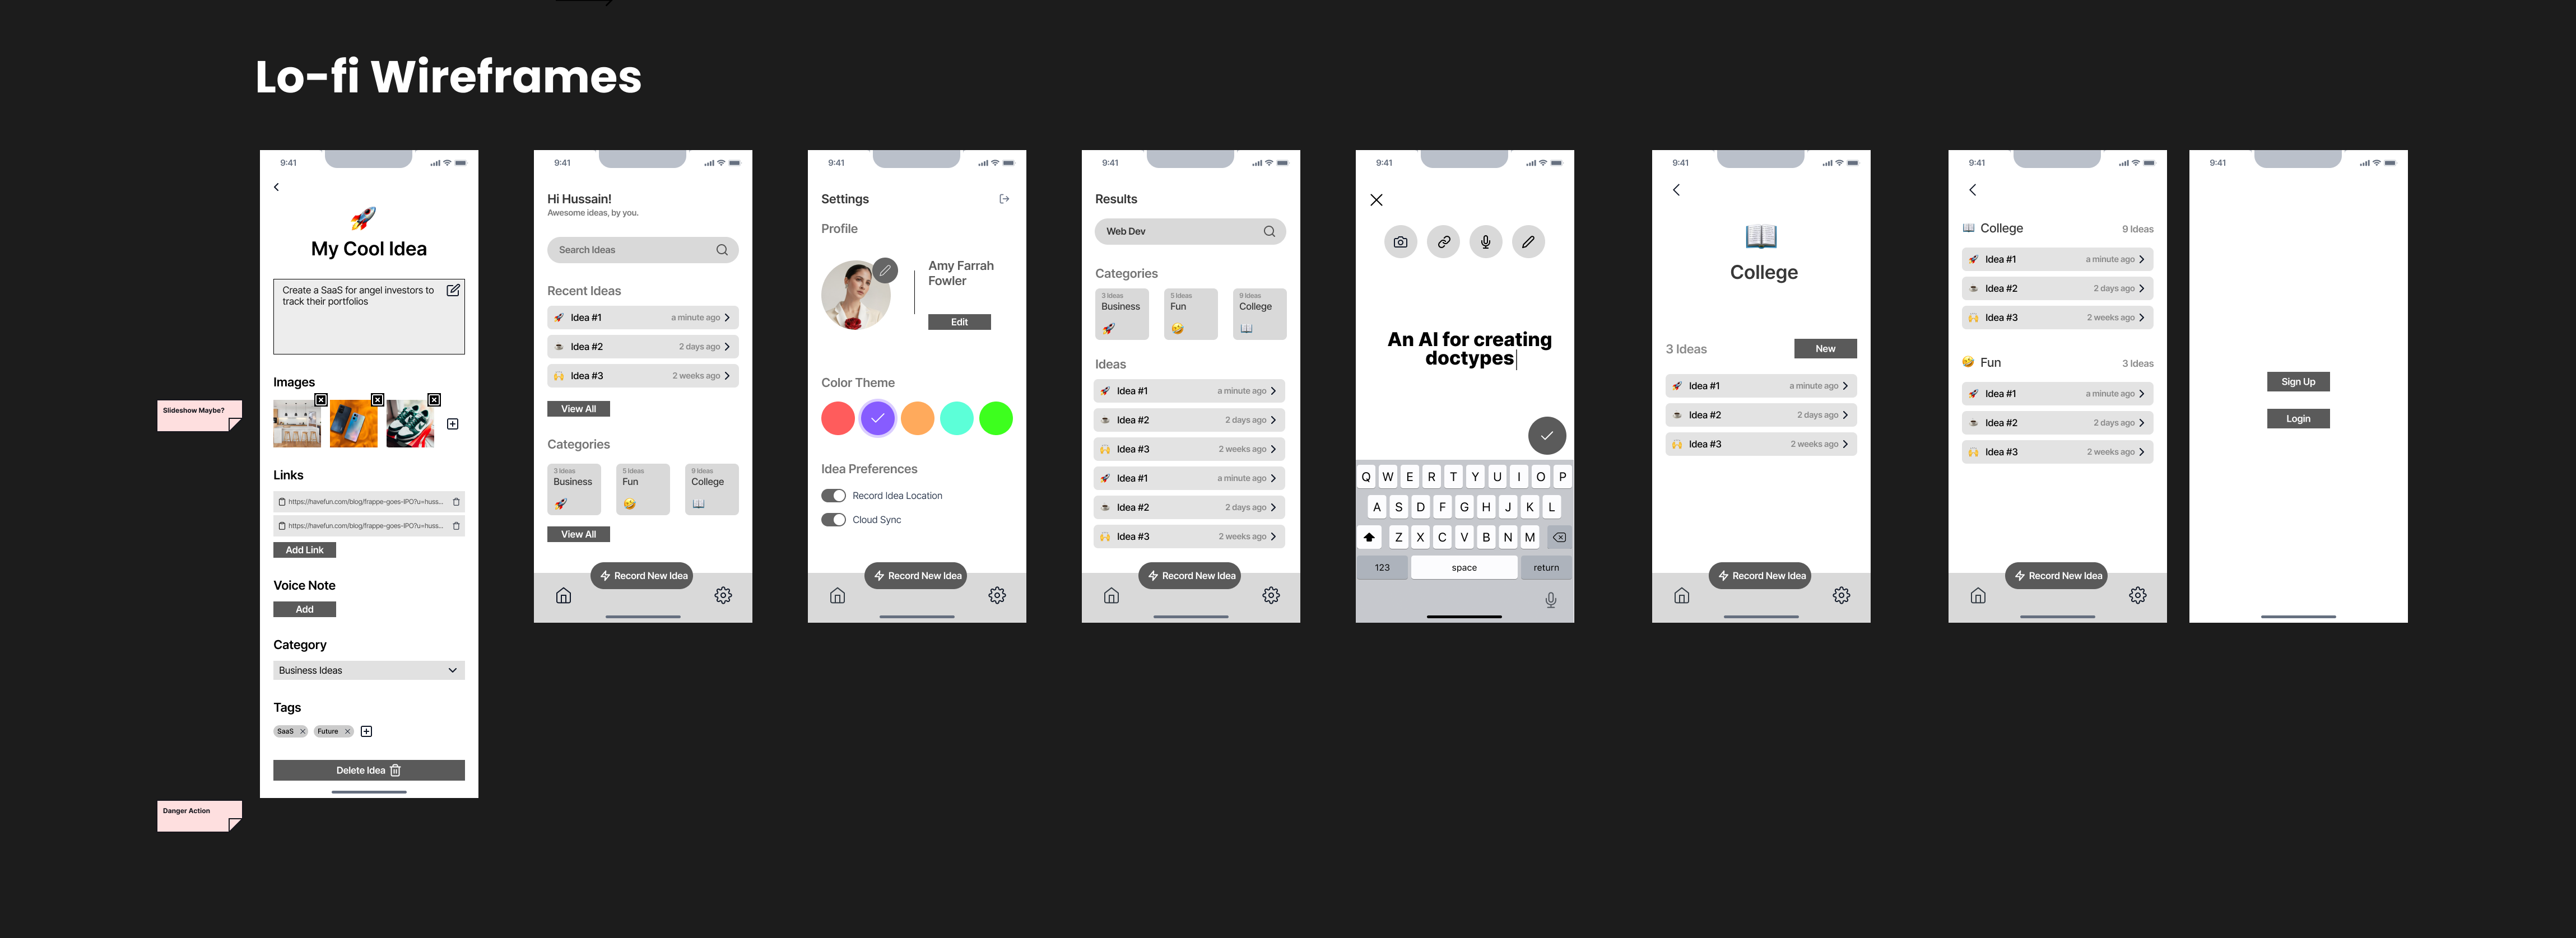 Lo-fi Wireframes
Slideshow Maybe?
Danger Action
9:41
My Cool Idea
Create a SaaS for angel investors to
track their portfolios
Images
Links
https://havefun.com/blog/frappe-goes-IPO?u=huss...
https://havefun.com/blog/frappe-goes-IPO?u=huss...
Add Link
Voice Note
Add
Category
Business Ideas
Tags
SaaS
Future
Delete Idea
9:41
Hi Hussain!
Awesome ideas, by you.
Search Ideas
Recent Ideas
Idea #1 a minute ago
Idea #2 2 days ago
Idea #3 2 weeks ago
View All
Categories
3 Ideas
Business
5 Ideas
Fun
9 Ideas
College
View All
Record New Idea
9:41
Settings
Profile
Amy Farrah
Fowler
Edit
Color Theme
Idea Preferences
Record Idea Location
Cloud Sync
Record New Idea
9:41
Results
Web Dev
Categories
3 Ideas
Business
5 Ideas
Fun
9 Ideas
College
Ideas
Idea #1 a minute ago
Idea #2 2 days ago
Idea #3 2 weeks ago
Idea #1 a minute ago
Idea #2 2 days ago
Idea #3 2 weeks ago
Record New Idea
9:41
An AI for creating
doctypes
Q W E R T Y U I O P
A S D F G H J K L
Z X C V B N M
123 space return
9:41
College
3 Ideas
New
Idea #1 a minute ago
Idea #2 2 days ago
Idea #3 2 weeks ago
Record New Idea
9:41
College 9 Ideas
Idea #1 a minute ago
Idea #2 2 days ago
Idea #3 2 weeks ago
Fun 3 Ideas
Idea #1 a minute ago
Idea #2 2 days ago
Idea #3 2 weeks ago
Record New Idea
9:41
Sign Up
Login